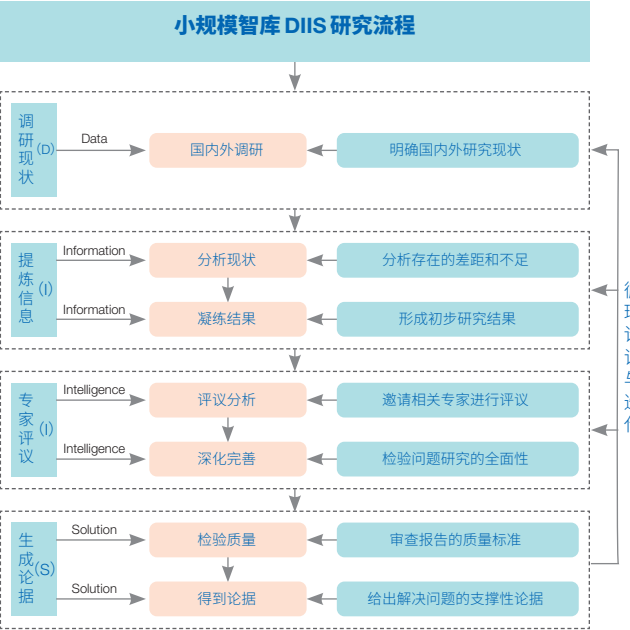 小规模智库 DIIS 研究流程
调研现状(D)
Data
国内外调研
明确国内外研究现状
提炼信息(I)
Information
分析现状
分析存在的差距和不足
Information
凝练结果
形成初步研究结果
专家评议(I)
Intelligence
评议分析
邀请相关专家进行评议
Intelligence
深化完善
检验问题研究的全面性
生成论据(S)
Solution
检验质量
审查报告的质量标准
Solution
得到论据
给出解决问题的支撑性论据